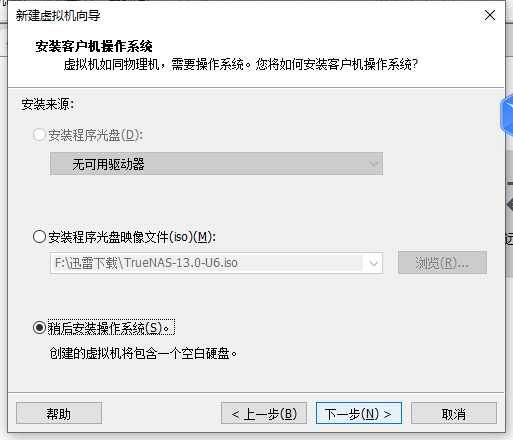 新建虚拟机向导
安装客户机操作系统
虚拟机如同物理机，需要操作系统。您将如何安装客户机操作系统?
安装来源:
安装程序光盘(D):
无可用驱动器
安装程序光盘映像文件(iso)(M):
F:\迅雷下载\TrueNAS-13.0-U6.iso
浏览(R)...
稍后安装操作系统(S)。
创建的虚拟机将包含一个空白硬盘。
帮助
< 上一步(B)
下一步(N) >
取消